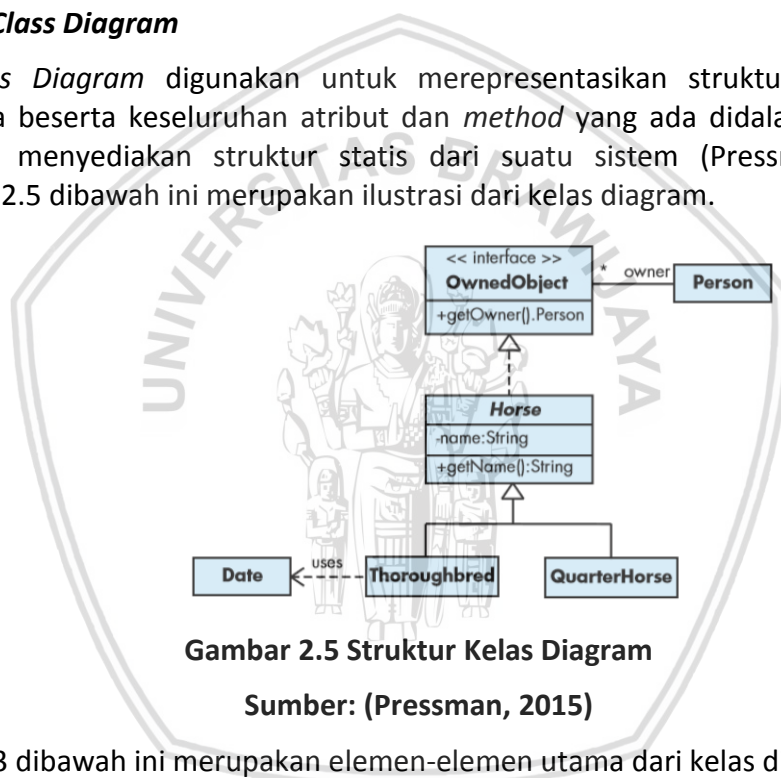 Class Diagram
Diagram digunakan untuk merepresentasikan
beserta keseluruhan atribut dan method yang ada
menyediakan struktur statis dari suatu sistem
2.5 dibawah ini merupakan ilustrasi dari kelas diagram.
UNIVERSITAS BRAWIJAYA
<< interface >>
OwnedObject
+getOwner().Person
* owner
Person
Horse
-name:String
+getName():String
Date
uses
Thoroughbred
QuarterHorse
Gambar 2.5 Struktur Kelas Diagram
Sumber: (Pressman, 2015)
3 dibawah ini merupakan elemen-elemen utama dari kelas